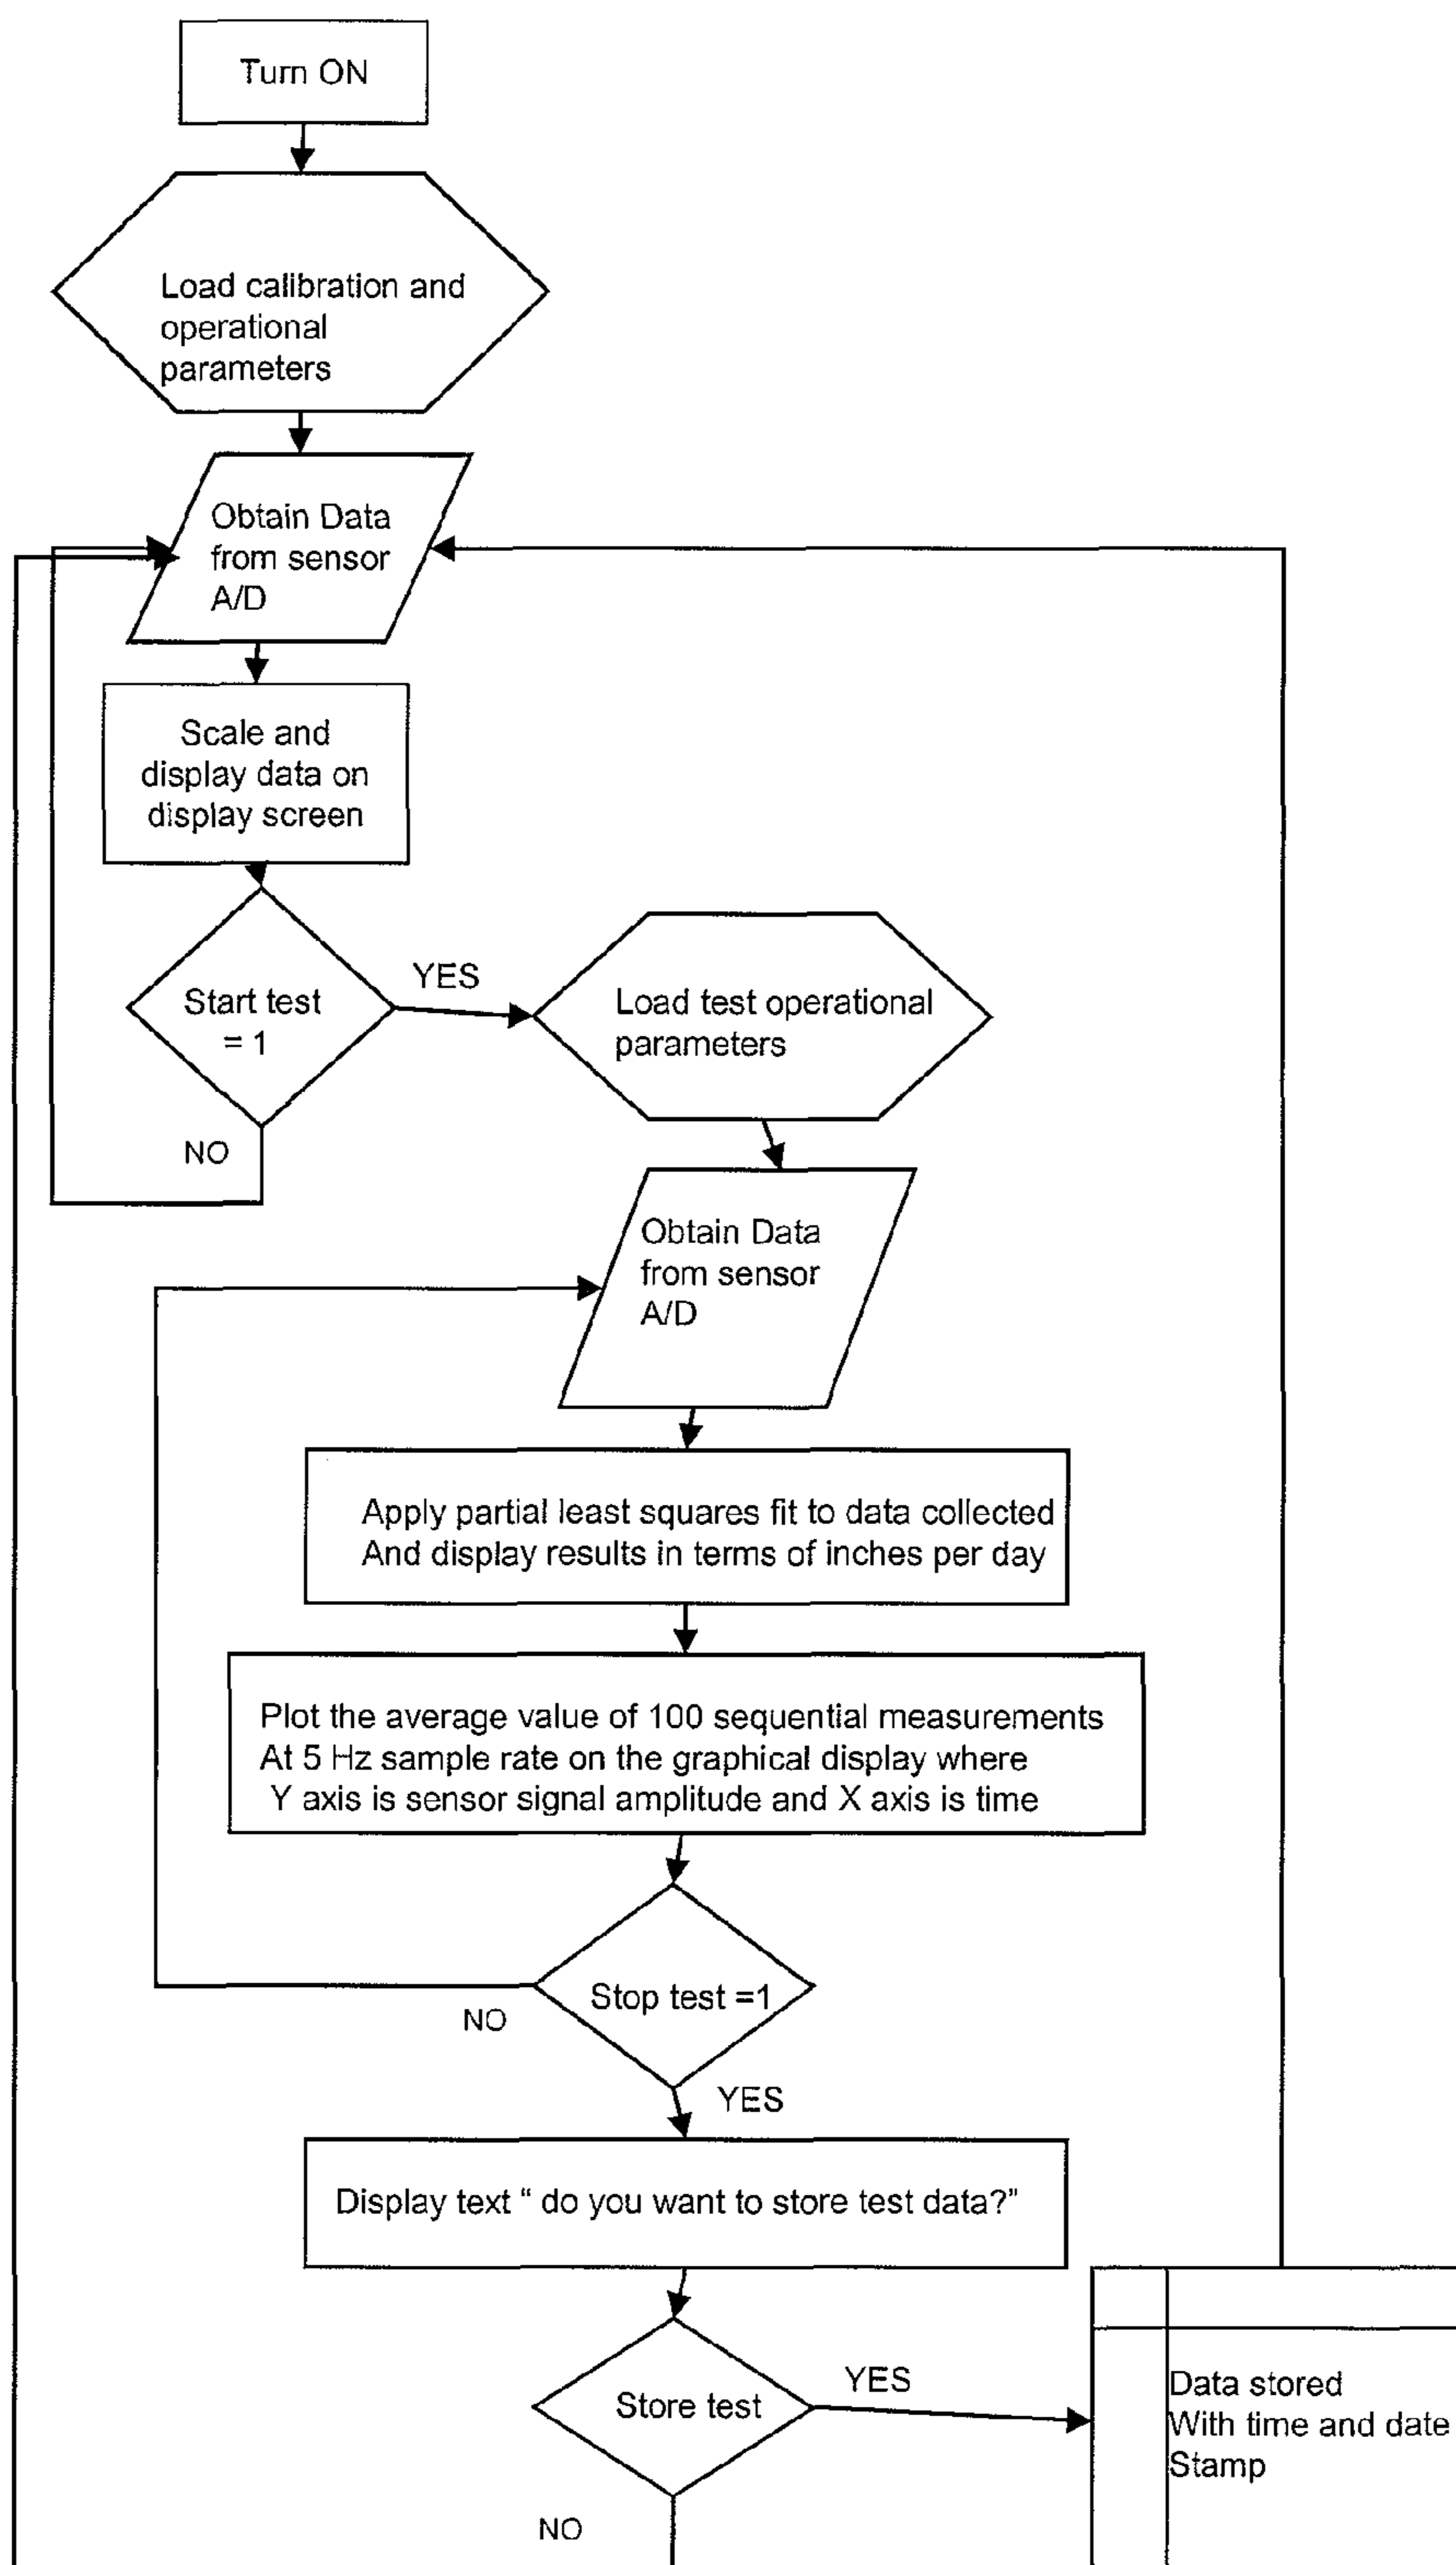 Turn ON
Load calibration and
operational
parameters
Obtain Data
from sensor
A/D
Scale and
display data on
display screen
Start test
= 1
YES
NO
Load test operational
parameters
Obtain Data
from sensor
A/D
Apply partial least squares fit to data collected
And display results in terms of inches per day
Plot the average value of 100 sequential measurements
At 5 Hz sample rate on the graphical display where
Y axis is sensor signal amplitude and X axis is time
Stop test =1
NO
YES
Display text “ do you want to store test data?”
Store test
YES
NO
Data stored
With time and date
Stamp